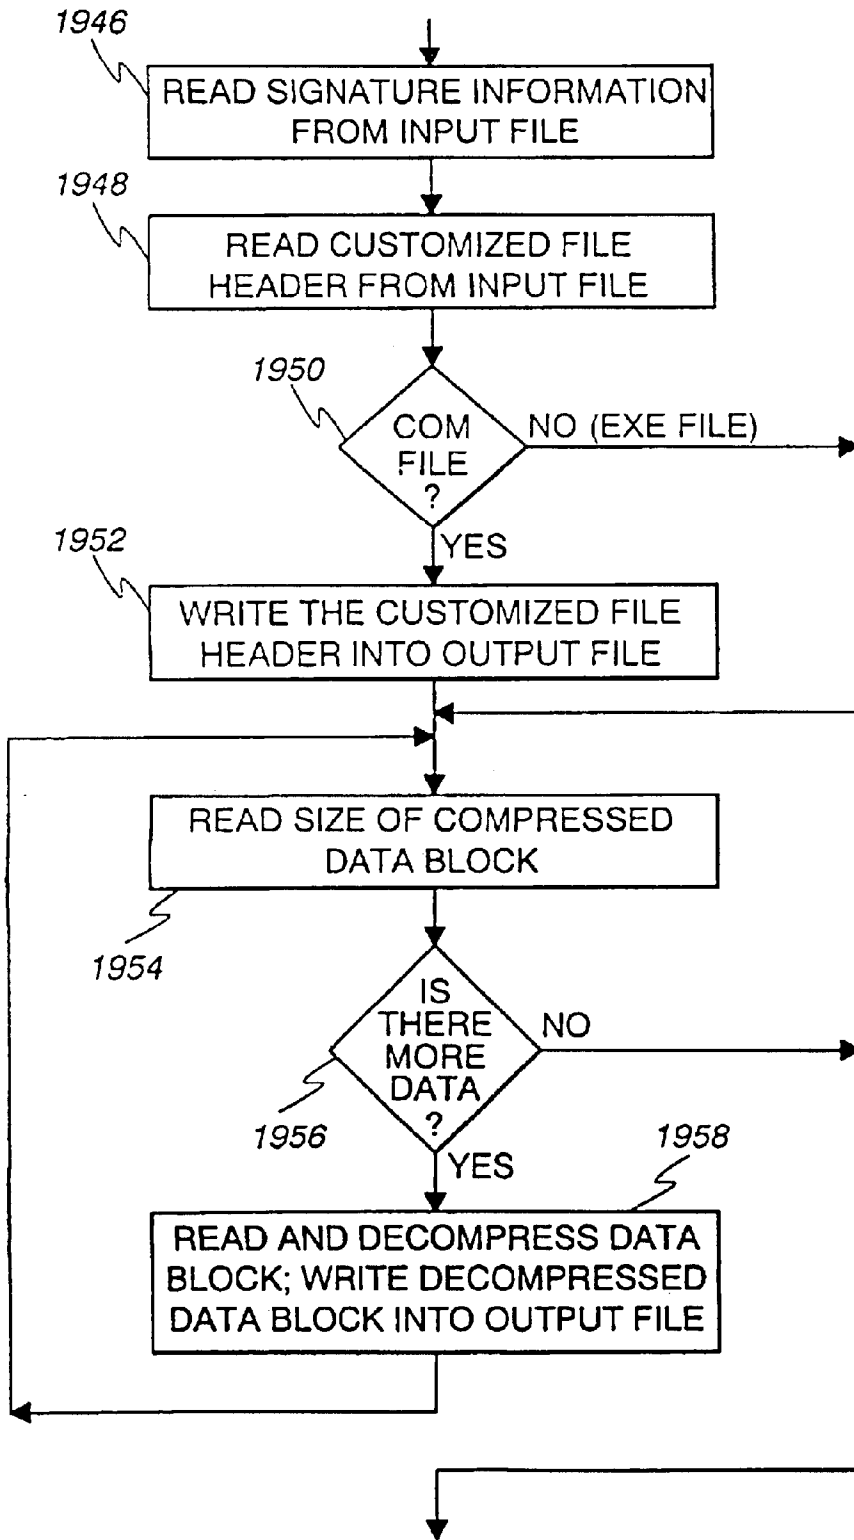 1946
READ SIGNATURE INFORMATION
FROM INPUT FILE
1948
READ CUSTOMIZED FILE
HEADER FROM INPUT FILE
1950
COM
FILE
?
NO (EXE FILE)
YES
1952
WRITE THE CUSTOMIZED FILE
HEADER INTO OUTPUT FILE
READ SIZE OF COMPRESSED
DATA BLOCK
1954
IS
THERE
MORE
DATA
?
NO
1956
YES
1958
READ AND DECOMPRESS DATA
BLOCK; WRITE DECOMPRESSED
DATA BLOCK INTO OUTPUT FILE